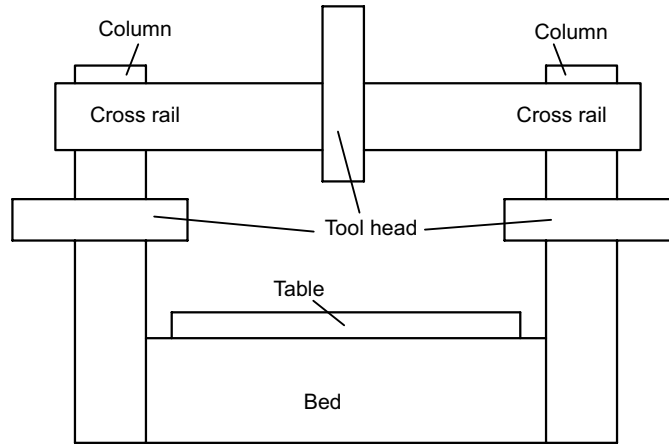 Column
Column
Cross rail
Cross rail
Tool head
Table
Bed